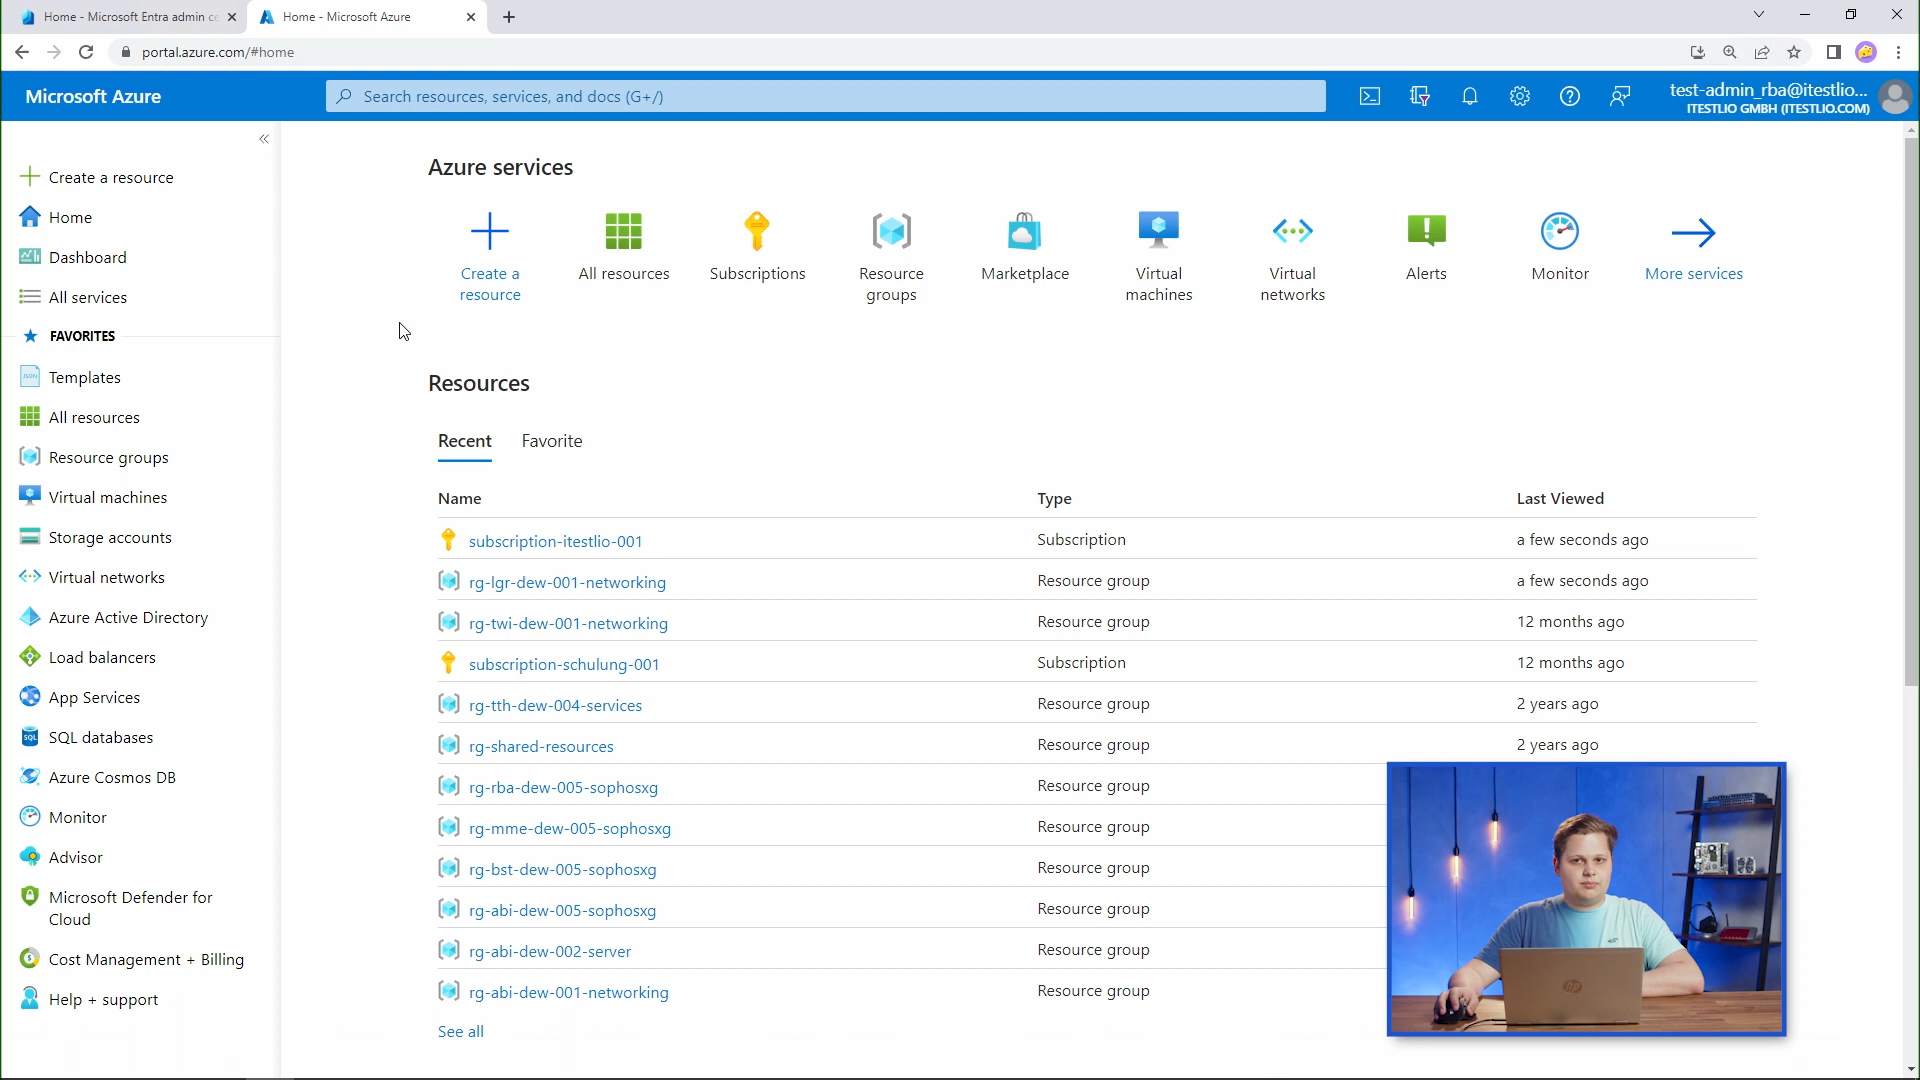 Home - Microsoft Entra admin ce
Home - Microsoft Azure
portal.azure.com/#home
Microsoft Azure
Search resources, services, and docs (G+/)
test-admin_rba@itestlio...
ITESTLIO GMBH (ITESTLIO.COM)
Create a resource
Home
Dashboard
All services
FAVORITES
Templates
All resources
Resource groups
Virtual machines
Storage accounts
Virtual networks
Azure Active Directory
Load balancers
App Services
SQL databases
Azure Cosmos DB
Monitor
Advisor
Microsoft Defender for
Cloud
Cost Management + Billing
Help + support
Azure services
Create a
resource
All resources
Subscriptions
Resource
groups
Marketplace
Virtual
machines
Virtual
networks
Alerts
Monitor
More services
Resources
Recent Favorite
Name Type Last Viewed
subscription-itestlio-001 Subscription a few seconds ago
rg-lgr-dew-001-networking Resource group a few seconds ago
rg-twi-dew-001-networking Resource group 12 months ago
subscription-schulung-001 Subscription 12 months ago
rg-tth-dew-004-services Resource group 2 years ago
rg-shared-resources Resource group 2 years ago
rg-rba-dew-005-sophosxg Resource group
rg-mme-dew-005-sophosxg Resource group
rg-bst-dew-005-sophosxg Resource group
rg-abi-dew-005-sophosxg Resource group
rg-abi-dew-002-server Resource group
rg-abi-dew-001-networking Resource group
See all
hp